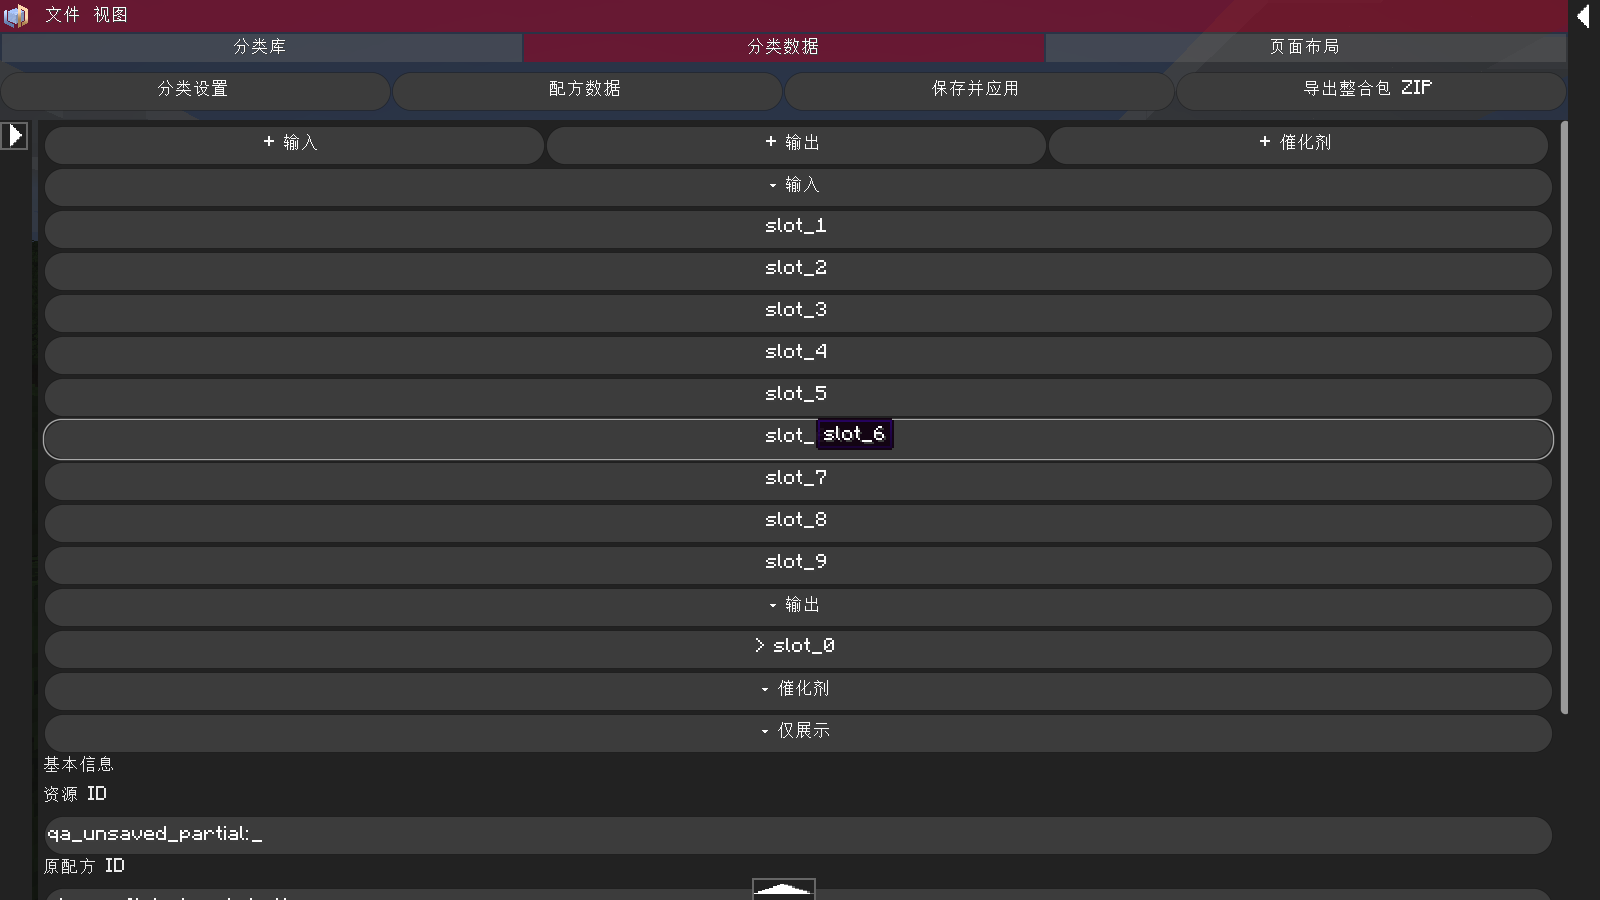 文件 视图
分类库 分类数据 页面布局
分类设置 配方数据 保存并应用 导出整合包 ZIP
+ 输入 + 输出 + 催化剂
输入
slot_1
slot_2
slot_3
slot_4
slot_5
slot_ slot_6
slot_7
slot_8
slot_9
输出
> slot_0
催化剂
仅展示
基本信息
资源 ID
qa_unsaved_partial:_
原配方 ID